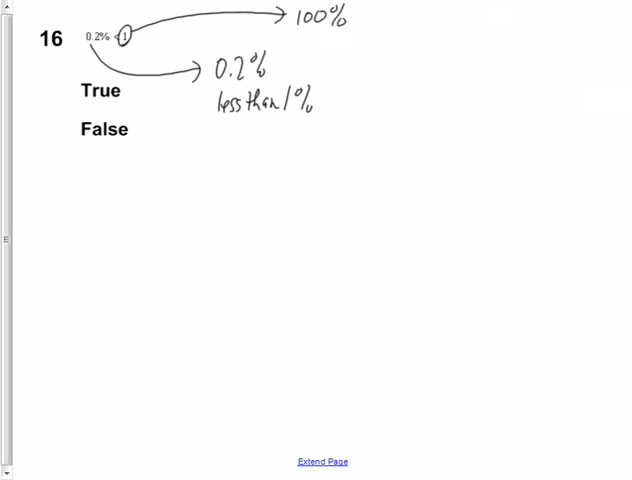 100%
16 0.2% < 1
0.2%
True
less than 1%
False
Extend Page